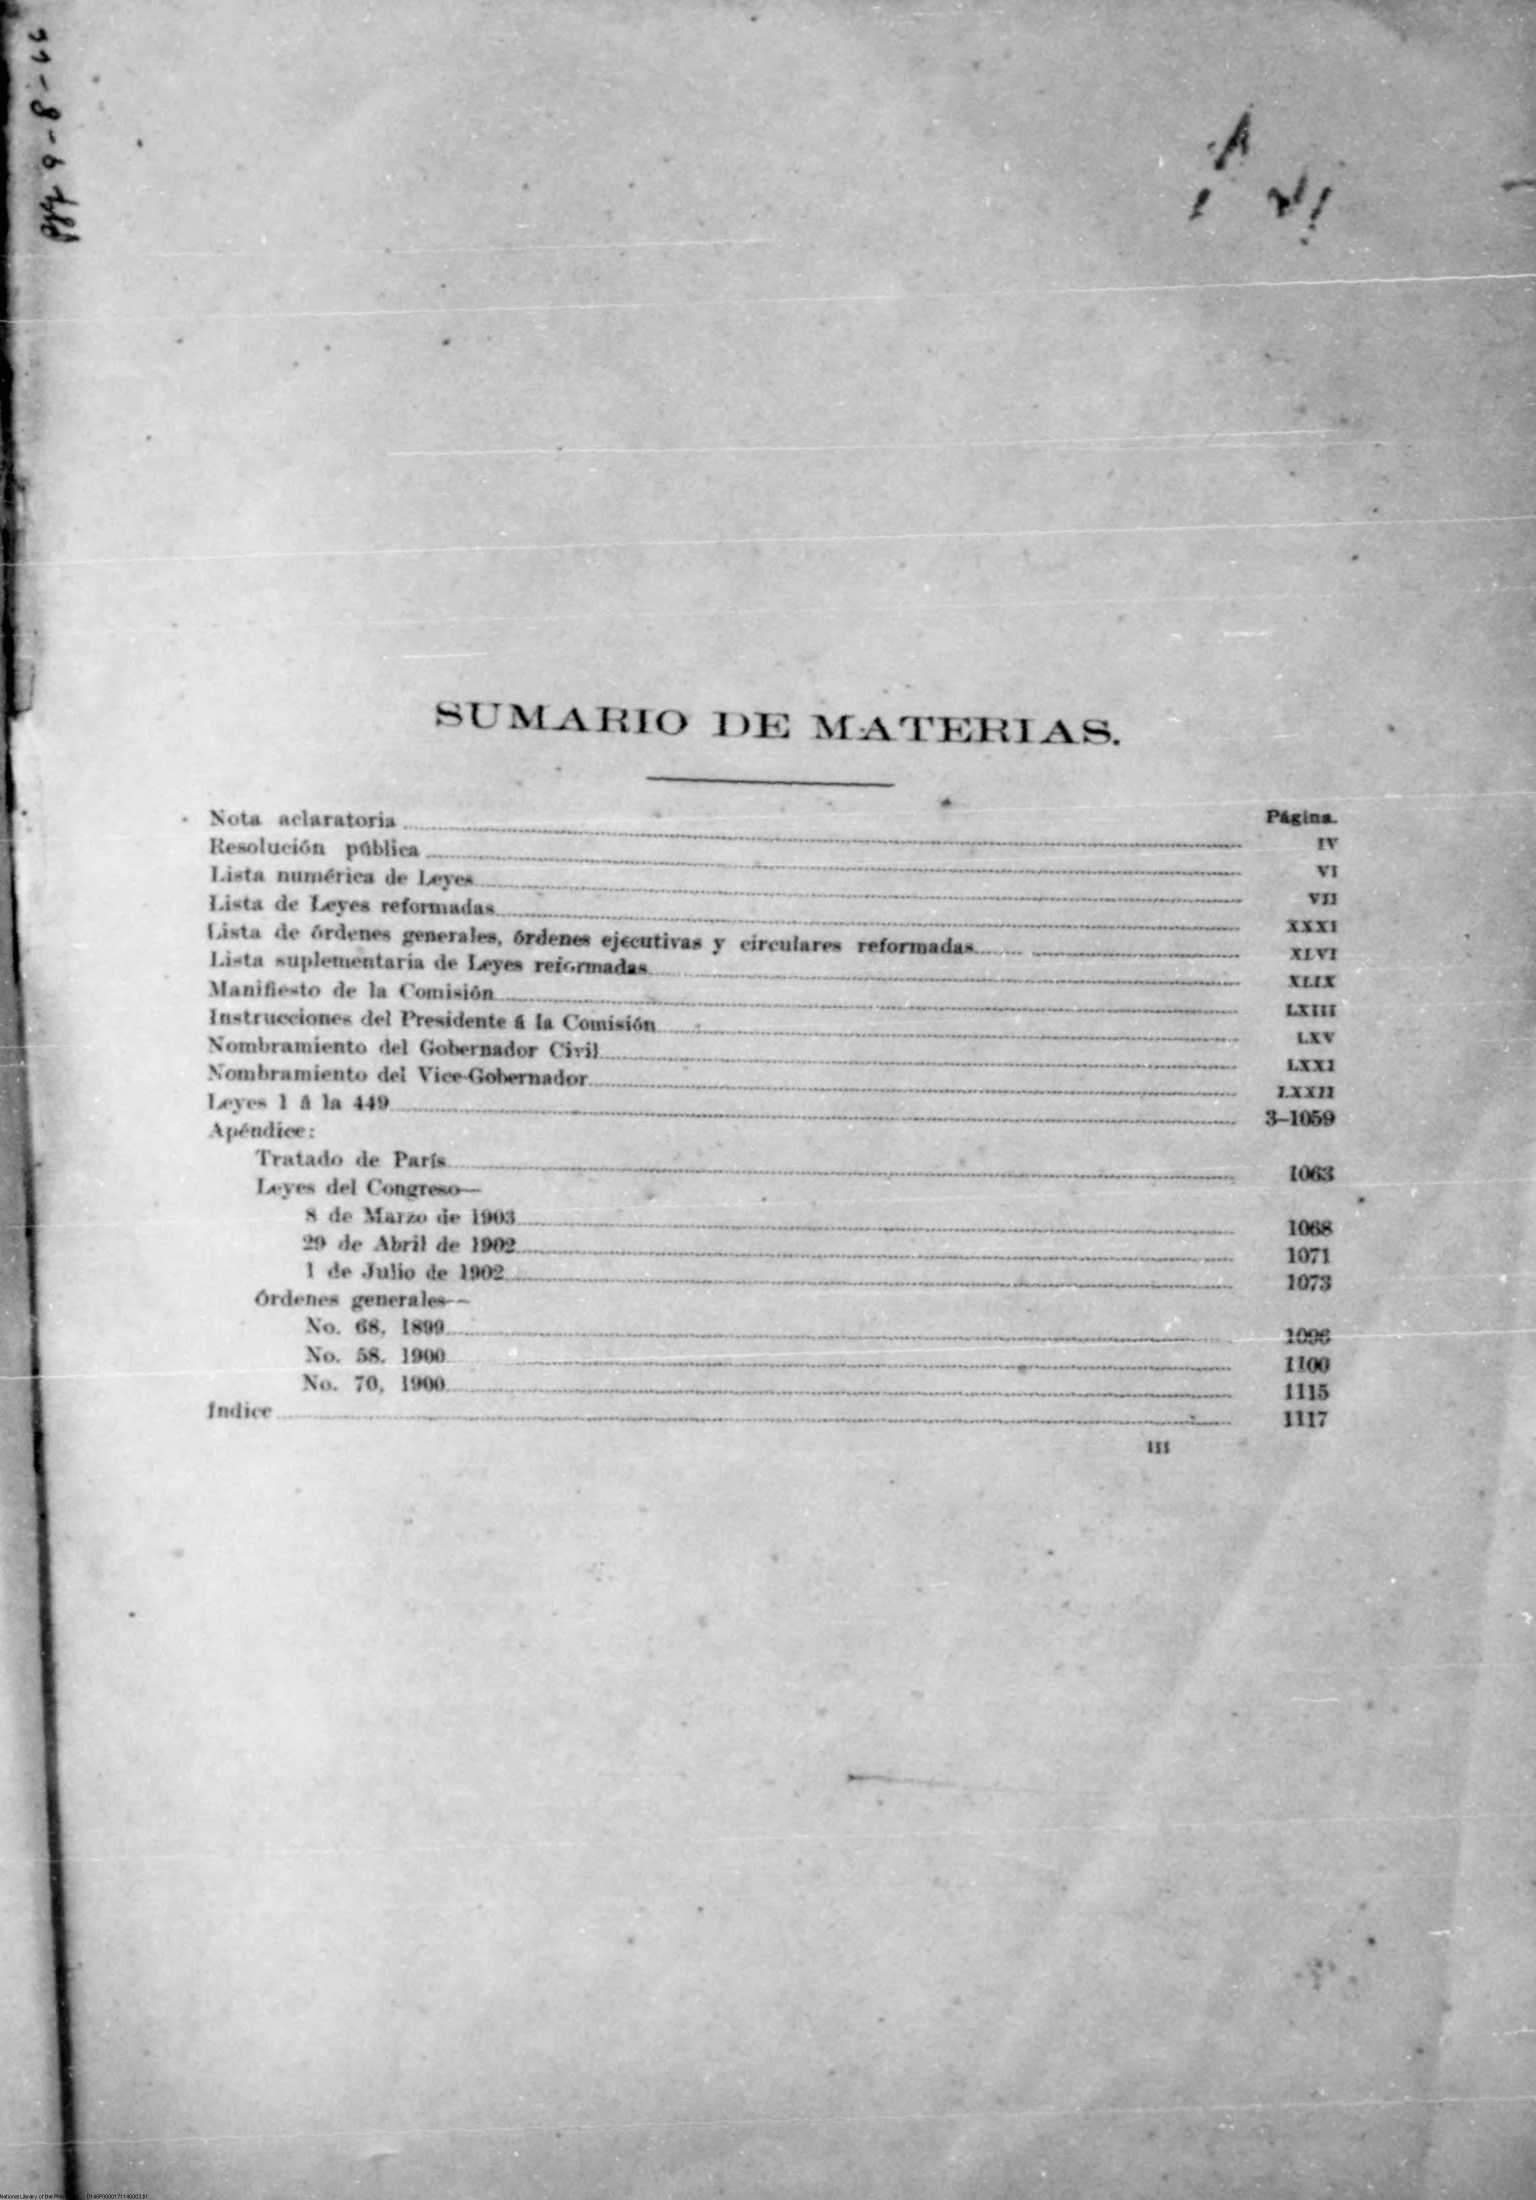 SUMARIO DE MATERIAS.
Página.
Nota aclaratoria IV
Resolución pública VI
Lista numérica de Leyes VII
Lista de Leyes reformadas XXXI
Lista de órdenes generales, órdenes ejecutivas y circulares reformadas XLVI
Lista suplementaria de Leyes reformadas XLIX
Manifiesto de la Comisión LXIII
Instrucciones del Presidente á la Comisión LXV
Nombramiento del Gobernador Civil LXXI
Nombramiento del Vice-Gobernador LXXII
Leyes 1 á la 449 3–1059
Apéndice:
Tratado de París 1063
Leyes del Congreso—
8 de Marzo de 1903 1068
29 de Abril de 1902 1071
1 de Julio de 1902 1073
Órdenes generales—
No. 68, 1899 1096
No. 58, 1900 1100
No. 70, 1900 1115
Índice 1117
III